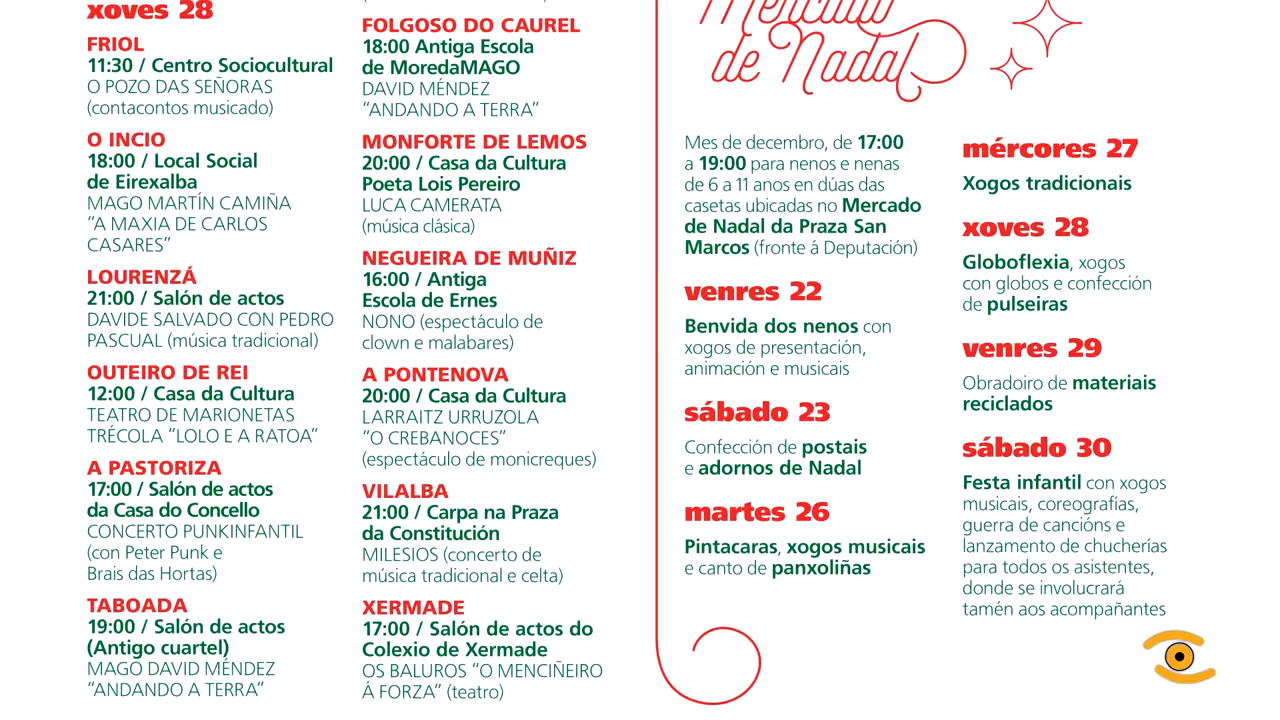 xoves 28
FRIOL
11:30 / Centro Sociocultural
O POZO DAS SEÑORAS
(contacontos musicado)
O INCIO
18:00 / Local Social
de Eirexalba
MAGO MARTÍN CAMIÑA
“A MAXIA DE CARLOS
CASARES”
LOURENZÁ
21:00 / Salón de actos
DAVIDE SALVADO CON PEDRO
PASCUAL (música tradicional)
OUTEIRO DE REI
12:00 / Casa da Cultura
TEATRO DE MARIONETAS
TRÉCOLA “LOLO E A RATOA”
A PASTORIZA
17:00 / Salón de actos
da Casa do Concello
CONCERTO PUNKINFANTIL
(con Peter Punk e
Brais das Hortas)
TABOADA
19:00 / Salón de actos
(Antigo cuartel)
MAGO DAVID MÉNDEZ
“ANDANDO A TERRA”
FOLGOSO DO CAUREL
18:00 Antiga Escola
de MoredaMAGO
DAVID MÉNDEZ
“ANDANDO A TERRA”
MONFORTE DE LEMOS
20:00 / Casa da Cultura
Poeta Lois Pereiro
LUCA CAMERATA
(música clásica)
NEGUEIRA DE MUÑIZ
16:00 / Antiga
Escola de Ernes
NONO (espectáculo de
clown e malabares)
A PONTENOVA
20:00 / Casa da Cultura
LARRAITZ URRUZOLA
“O CREBANOCES”
(espectáculo de monicreques)
VILALBA
21:00 / Carpa na Praza
da Constitución
MILESIOS (concerto de
música tradicional e celta)
XERMADE
17:00 / Salón de actos do
Colexio de Xermade
OS BALUROS “O MENCIÑEIRO
Á FORZA” (teatro)
Mercado
de Nadal
Mes de decembro, de 17:00
a 19:00 para nenos e nenas
de 6 a 11 anos en dúas das
casetas ubicadas no Mercado
de Nadal da Praza San
Marcos (fronte á Deputación)
venres 22
Benvida dos nenos con
xogos de presentación,
animación e musicais
sábado 23
Confección de postais
e adornos de Nadal
martes 26
Pintacaras, xogos musicais
e canto de panxoliñas
mércores 27
Xogos tradicionais
xoves 28
Globoflexia, xogos
con globos e confección
de pulseiras
venres 29
Obradoiro de materiais
reciclados
sábado 30
Festa infantil con xogos
musicais, coreografías,
guerra de cancións e
lanzamento de chucherías
para todos os asistentes,
donde se involucrará
tamén aos acompañantes